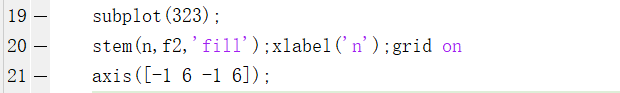 19 — subplot(323);
20 — stem(n,f2,'fill');xlabel('n');grid on
21 — axis([-1 6 -1 6]);